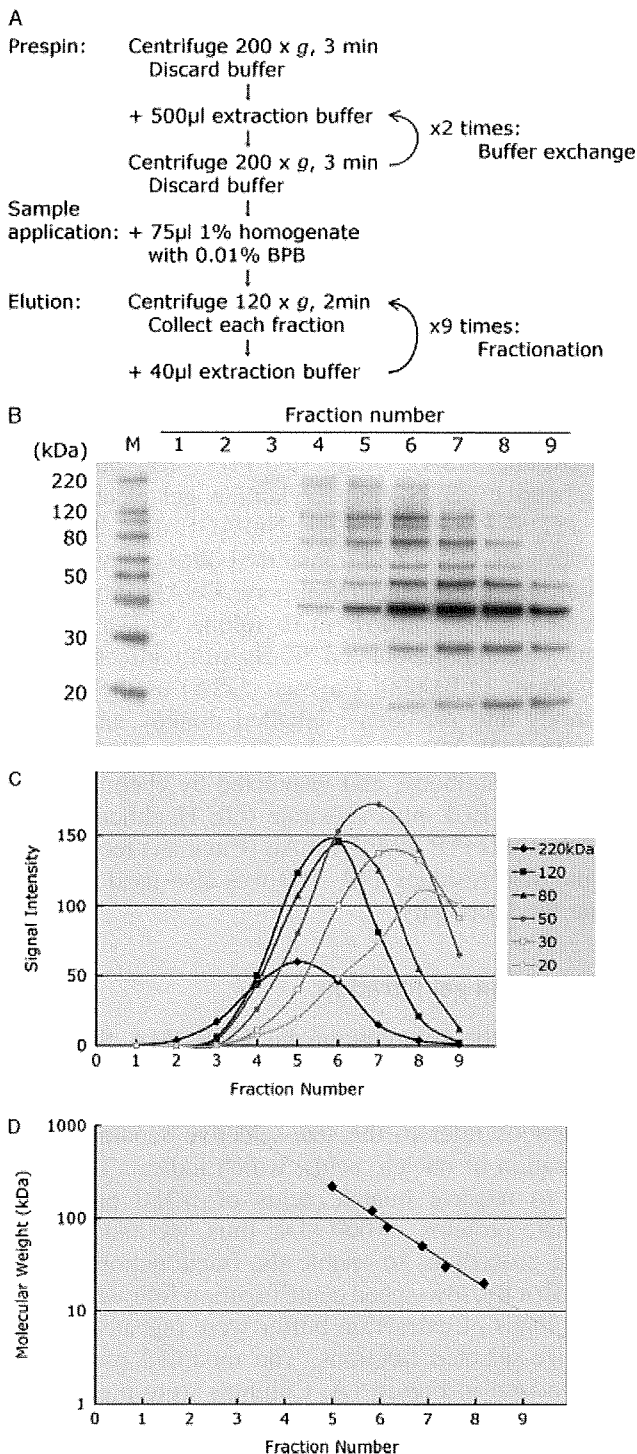 A
Prespin: Centrifuge 200 x g, 3 min
Discard buffer
↓
+ 500µl extraction buffer
↓
x2 times:
Buffer exchange
Centrifuge 200 x g, 3 min
Discard buffer
↓
Sample
application: + 75µl 1% homogenate
with 0.01% BPB
↓
Elution: Centrifuge 120 x g, 2min
Collect each fraction
↓
x9 times:
Fractionation
+ 40µl extraction buffer
B
Fraction number
(kDa) M 1 2 3 4 5 6 7 8 9
220
120
80
50
30
20
C
Signal Intensity
150
100
50
0
0 1 2 3 4 5 6 7 8 9
Fraction Number
220kDa
120
80
50
30
20
D
Molecular Weight (kDa)
1000
100
10
1
0 1 2 3 4 5 6 7 8 9
Fraction Number